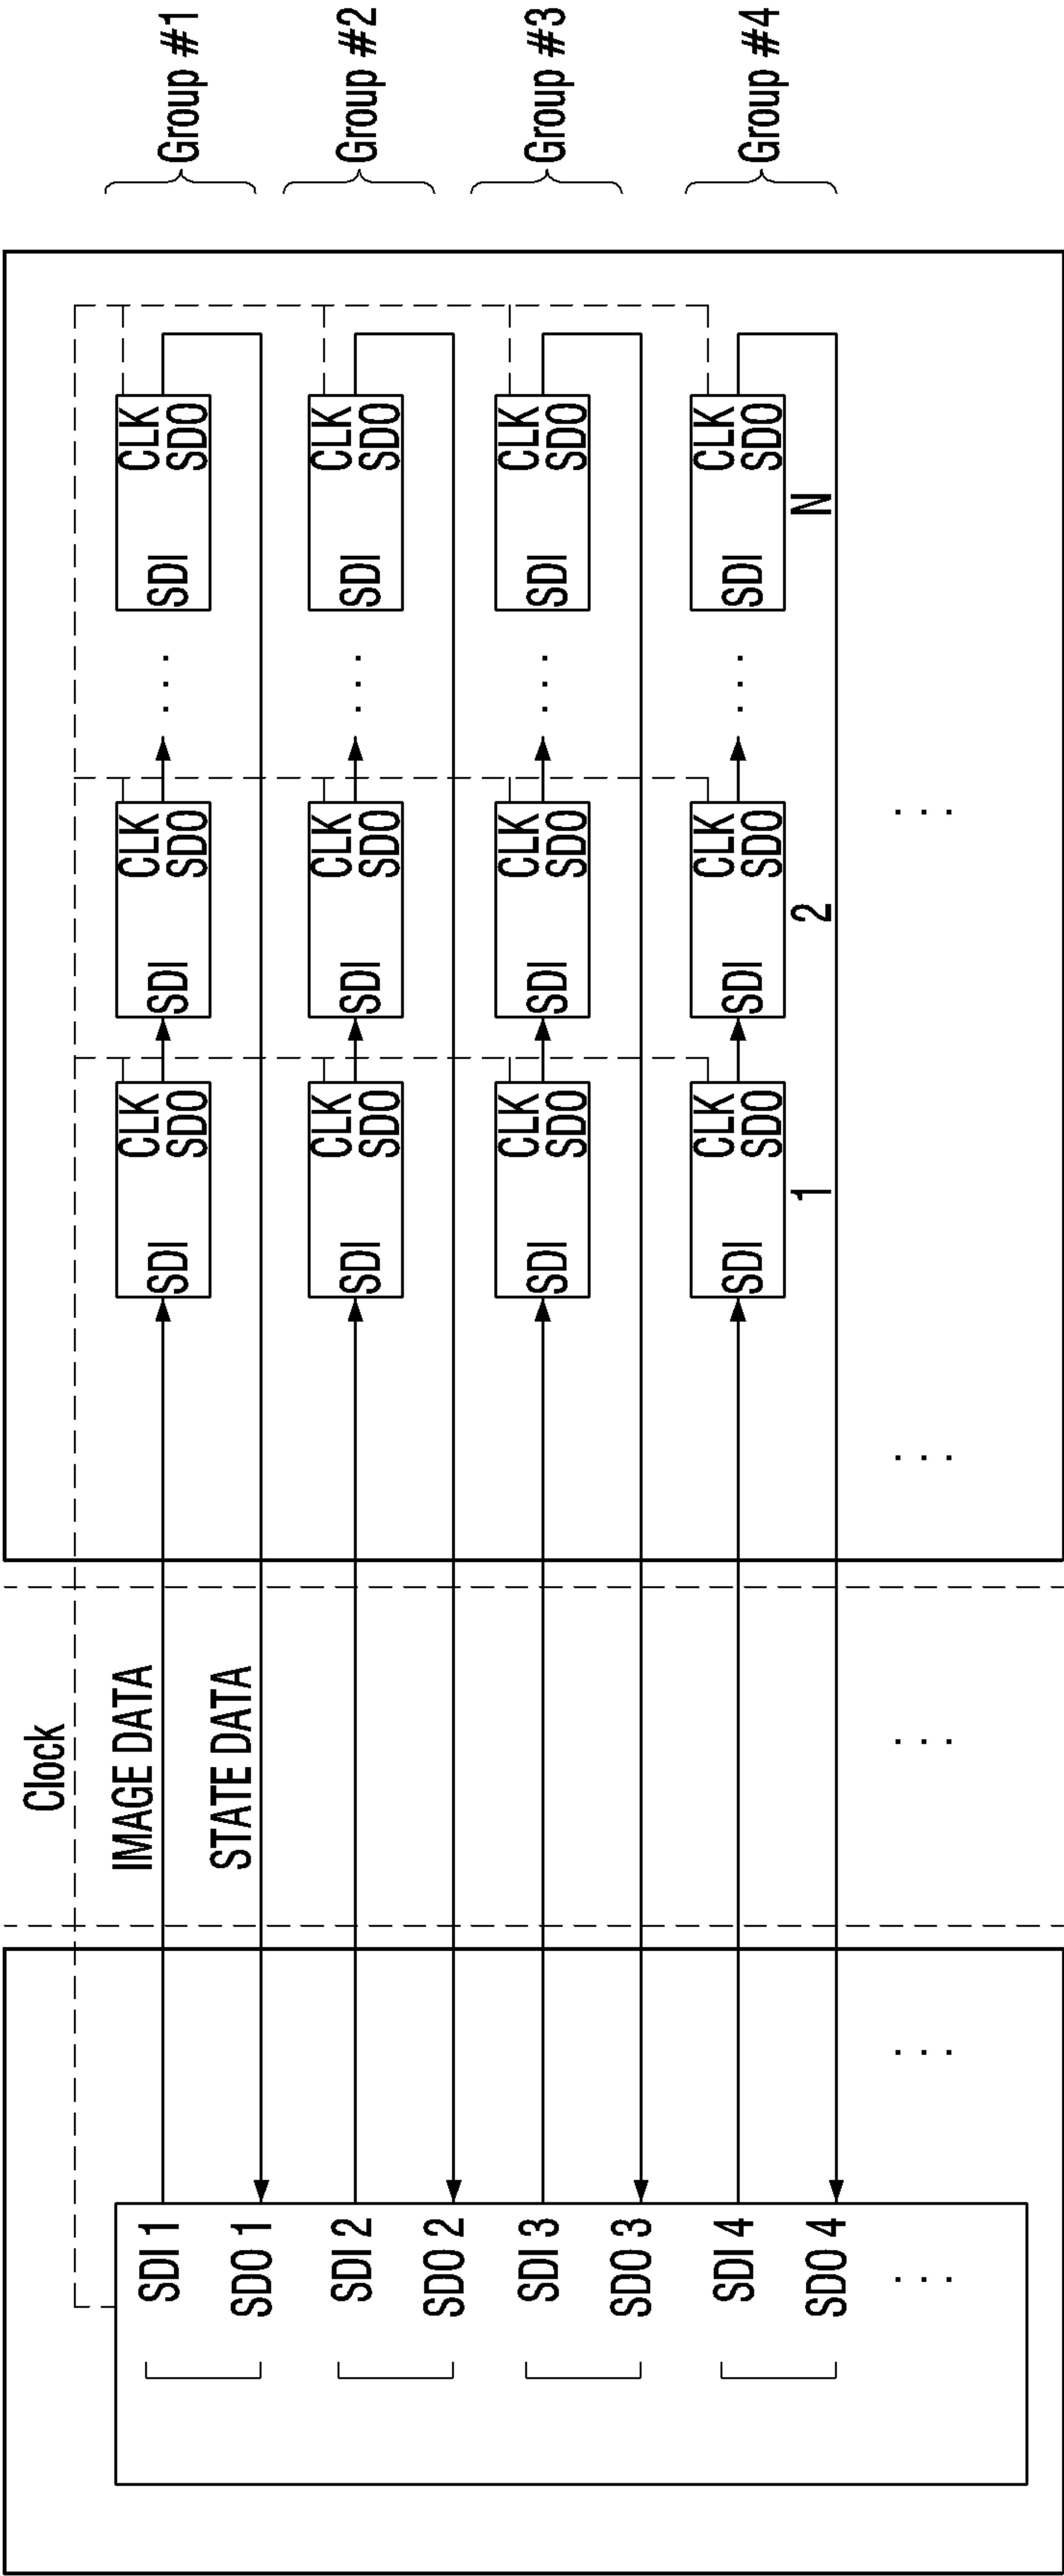 Clock
IMAGE DATA
STATE DATA
SDI 1
SDO 1
SDI 2
SDO 2
SDI 3
SDO 3
SDI 4
SDO 4
. . .
. . .
. . .
. . .
. . .
SDI CLK SDO
SDI CLK SDO
. . .
SDI CLK SDO
Group #1
SDI CLK SDO
SDI CLK SDO
. . .
SDI CLK SDO
Group #2
SDI CLK SDO
SDI CLK SDO
. . .
SDI CLK SDO
Group #3
SDI CLK SDO
SDI CLK SDO
. . .
SDI CLK SDO
Group #4
1
2
N